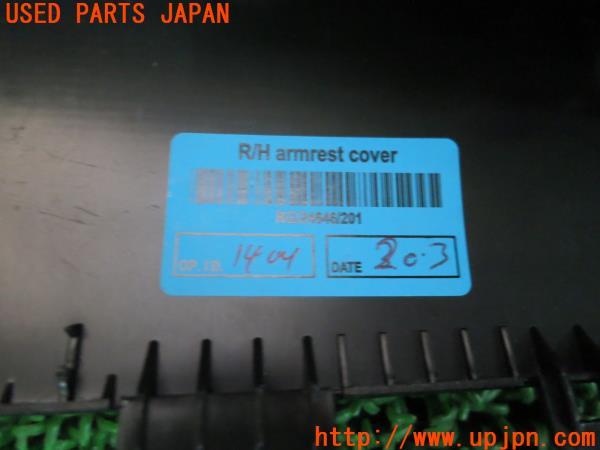 USED PARTS JAPAN
R/H armrest cover
OP. ID. 1404
DATE 20.3
http://www.upjpn.com